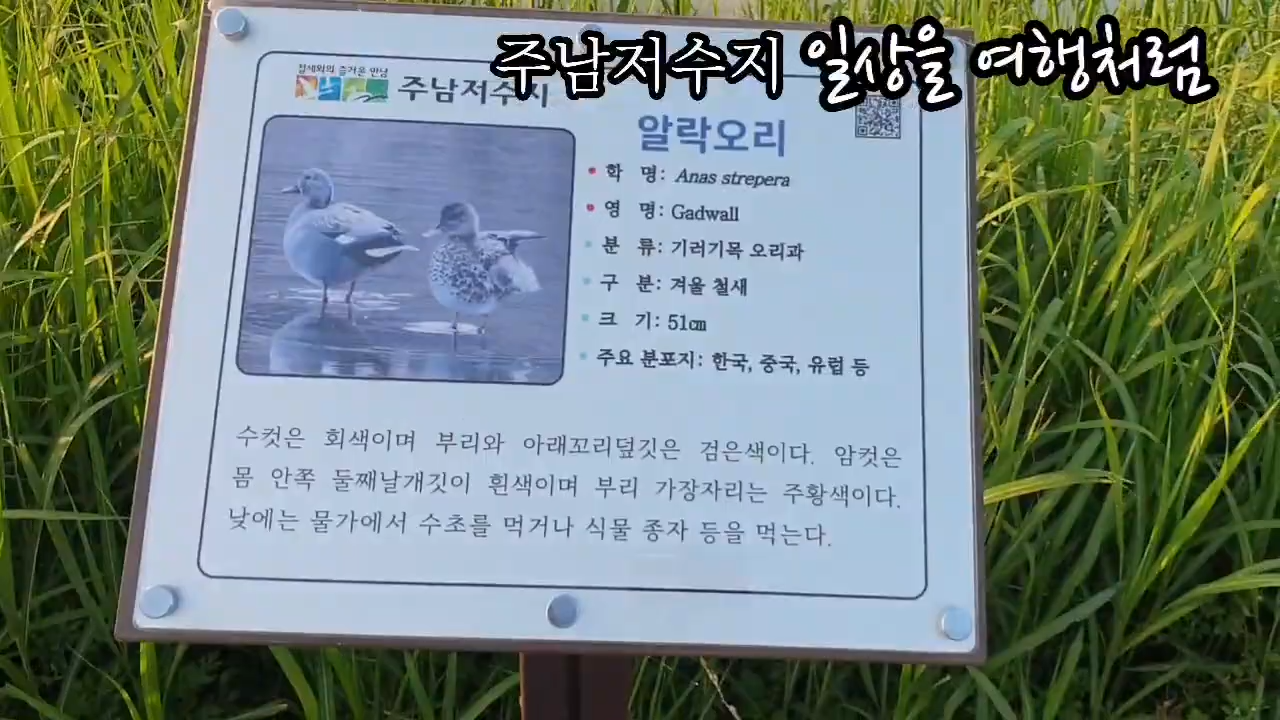 주남저수지 일상을 여행처럼
철새와의 즐거운 만남
주남저수지
알락오리
학 명: Anas strepera
영 명: Gadwall
분 류: 기러기목 오리과
구 분: 겨울 철새
크 기: 51㎝
주요 분포지: 한국, 중국, 유럽 등
수컷은 회색이며 부리와 아래꼬리덮깃은 검은색이다. 암컷은
몸 안쪽 둘째날개깃이 흰색이며 부리 가장자리는 주황색이다.
낮에는 물가에서 수초를 먹거나 식물 종자 등을 먹는다.